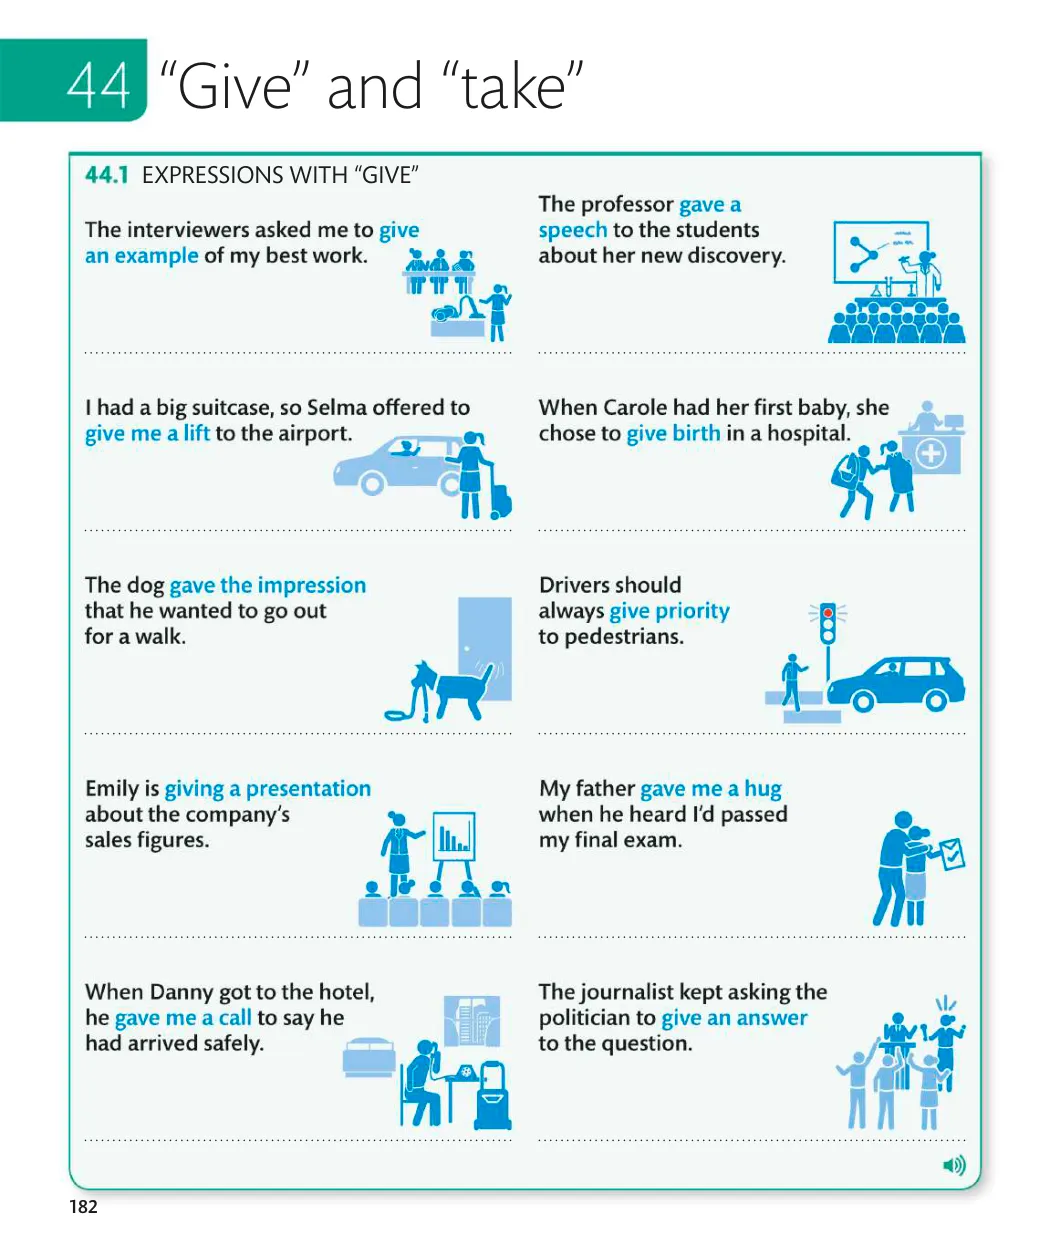 44 “Give” and “take”
44.1 EXPRESSIONS WITH “GIVE”
The interviewers asked me to give
an example of my best work.
The professor gave a
speech to the students
about her new discovery.
I had a big suitcase, so Selma offered to
give me a lift to the airport.
When Carole had her first baby, she
chose to give birth in a hospital.
The dog gave the impression
that he wanted to go out
for a walk.
Drivers should
always give priority
to pedestrians.
Emily is giving a presentation
about the company’s
sales figures.
My father gave me a hug
when he heard I’d passed
my final exam.
When Danny got to the hotel,
he gave me a call to say he
had arrived safely.
The journalist kept asking the
politician to give an answer
to the question.
182